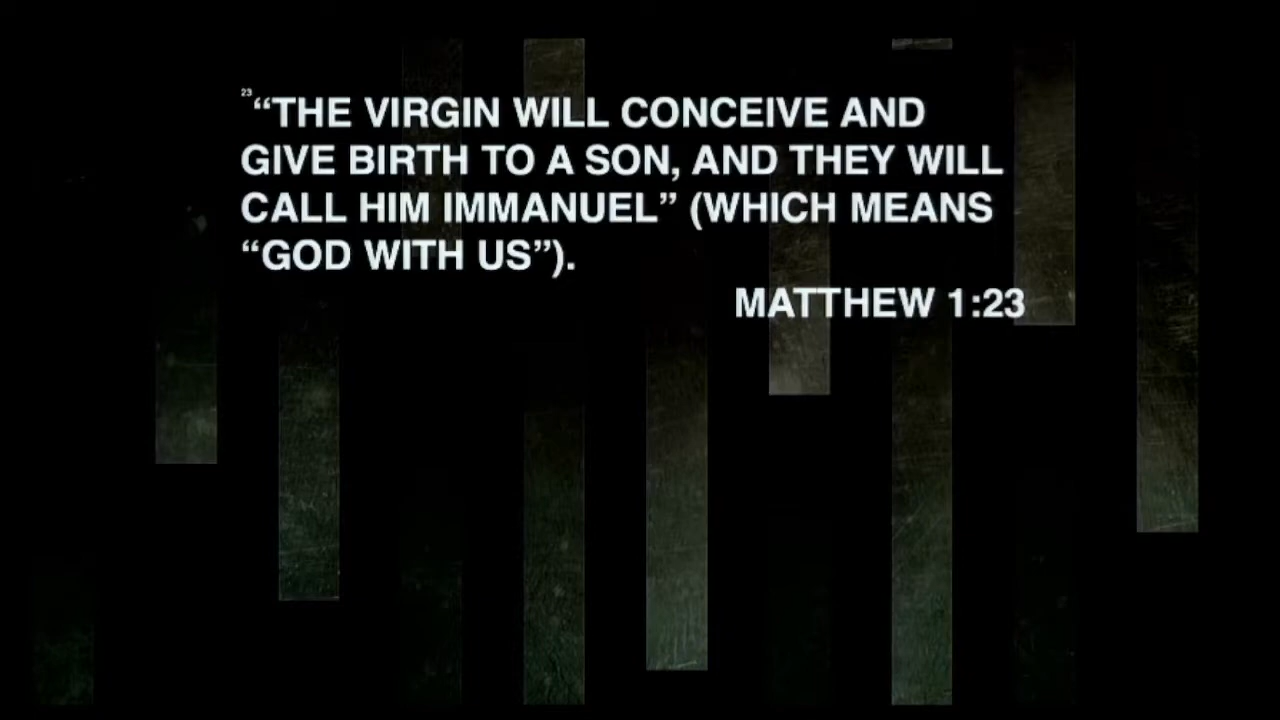 23 “THE VIRGIN WILL CONCEIVE AND
GIVE BIRTH TO A SON, AND THEY WILL
CALL HIM IMMANUEL” (WHICH MEANS
“GOD WITH US”).
MATTHEW 1:23